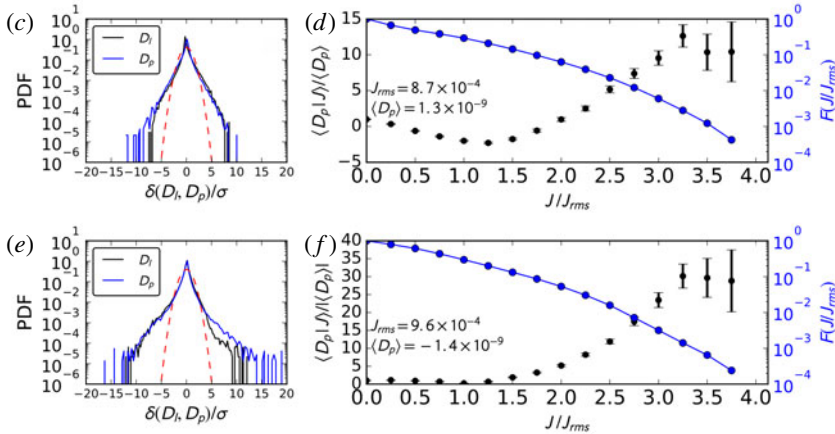 (c)
PDF
10^1
10^0
10^-1
10^-2
10^-3
10^-4
10^-5
10^-6
10
D_l
D_p
−20 −15 −10 −5 0 5 10 15 20
δ(D_l, D_p)/σ
(d)
⟨D_p|J⟩/⟨D_p⟩
15
10
5
0
−5
J_rms=8.7×10^-4
⟨D_p⟩=1.3×10^-9
0.0 0.5 1.0 1.5 2.0 2.5 3.0 3.5 4.0
J/J_rms
10^0
10^-1
10^-2
10^-3
10^-4
F(J/J_rms)
(e)
PDF
10^1
10^0
10^-1
10^-2
10^-3
10^-4
10^-5
10^-6
10
D_l
D_p
−20 −15 −10 −5 0 5 10 15 20
δ(D_l, D_p)/σ
(f)
⟨D_p|J⟩/|⟨D_p⟩|
40
35
30
25
20
15
10
5
0
J_rms=9.6×10^-4
⟨D_p⟩=−1.4×10^-9
0.0 0.5 1.0 1.5 2.0 2.5 3.0 3.5 4.0
J/J_rms
10^0
10^-1
10^-2
10^-3
10^-4
F(J/J_rms)